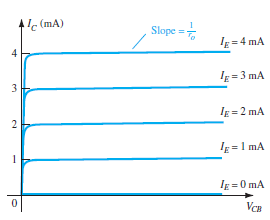 I_C (mA)
Slope = 1/r_o
4
I_E = 4 mA
3
I_E = 3 mA
2
I_E = 2 mA
1
I_E = 1 mA
I_E = 0 mA
0
V_CB